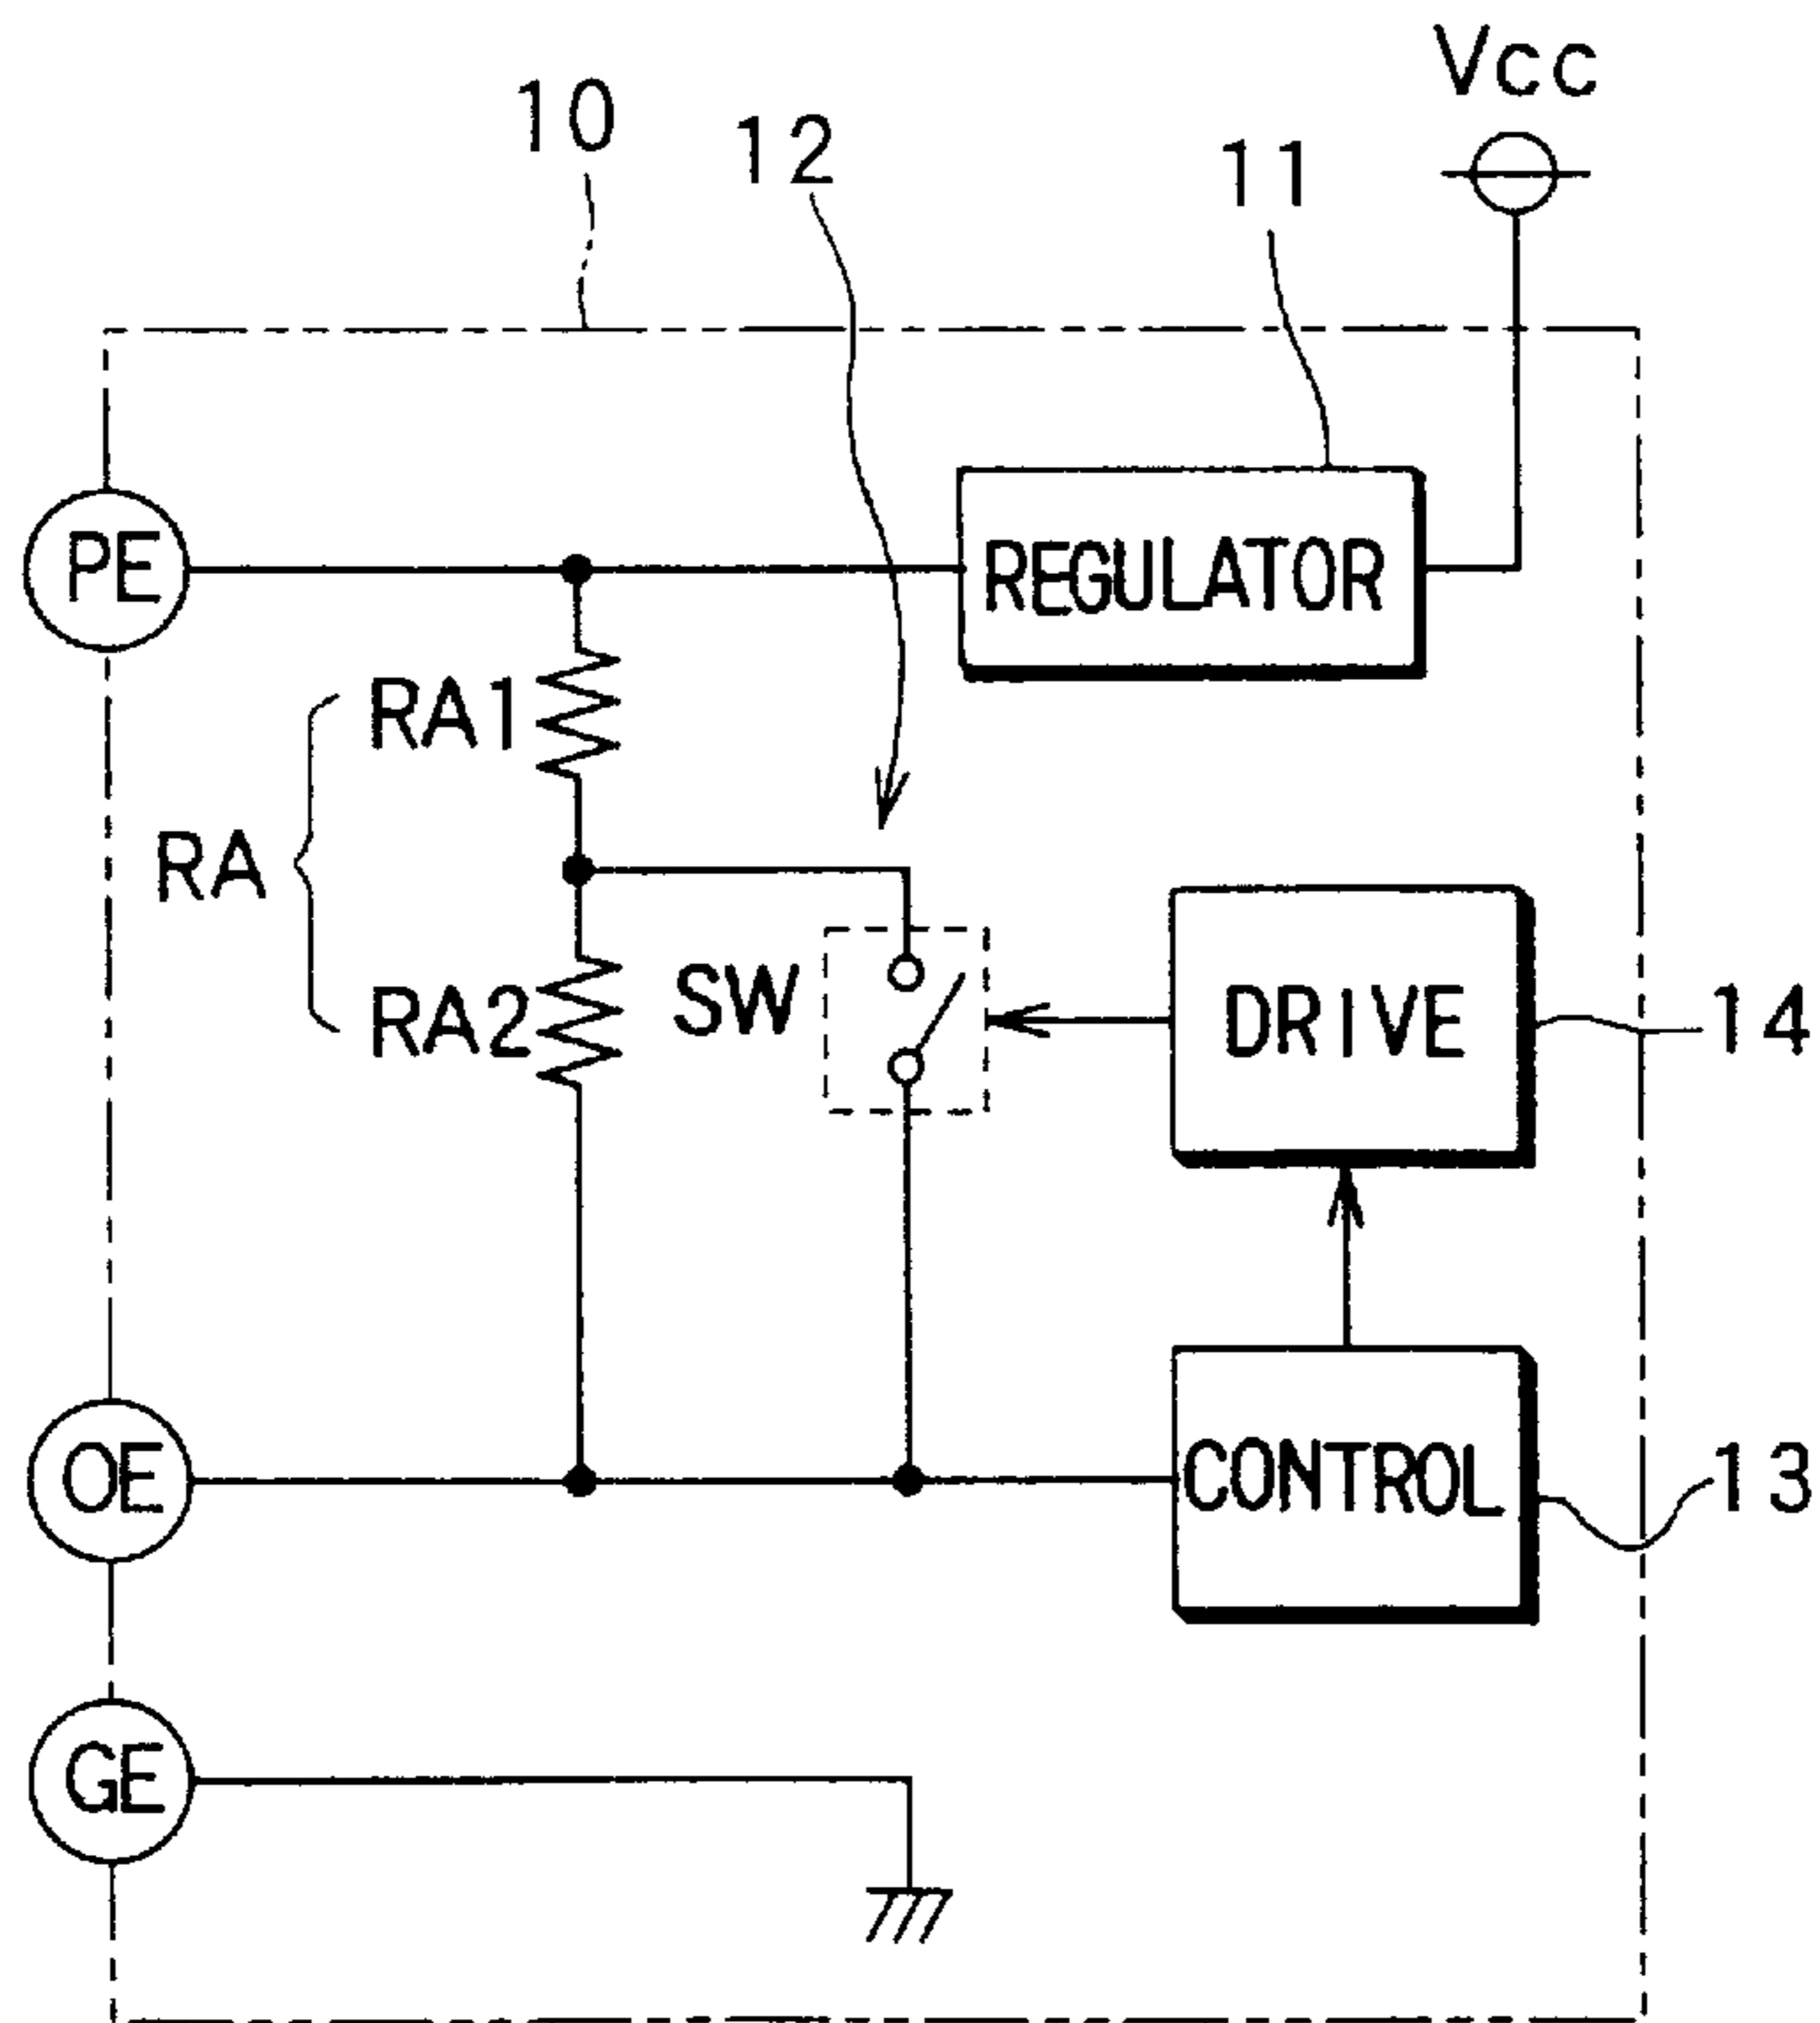 Vcc
10
12
11
PE
REGULATOR
RA1
RA
RA2
SW
DRIVE
14
OE
CONTROL
13
GE